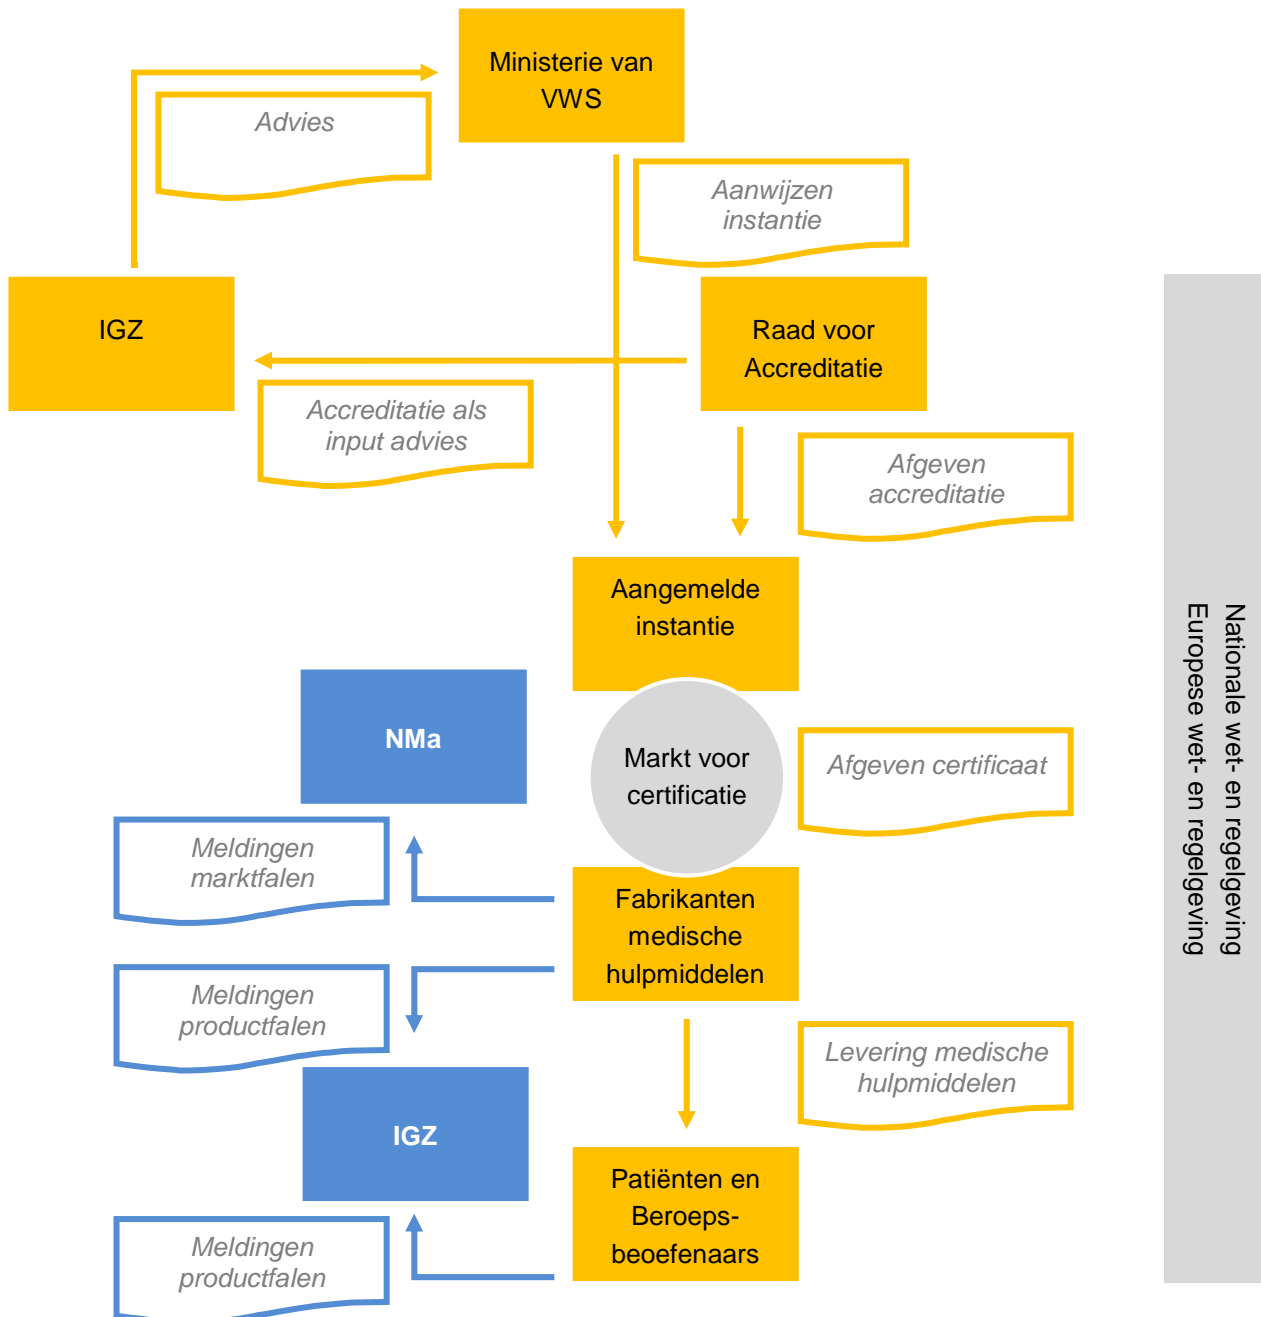 Ministerie van
VWS
Advies
Aanwijzen
instantie
IGZ
Raad voor
Accreditatie
Accreditatie als
input advies
Afgeven
accreditatie
Aangemelde
instantie
NMa
Markt voor
certificatie
Afgeven certificaat
Meldingen
marktfalen
Fabrikanten
medische
hulpmiddelen
Meldingen
productfalen
Levering medische
hulpmiddelen
IGZ
Patiënten en
Beroeps-
beoefenaars
Meldingen
productfalen
Nationale wet- en regelgeving
Europese wet- en regelgeving